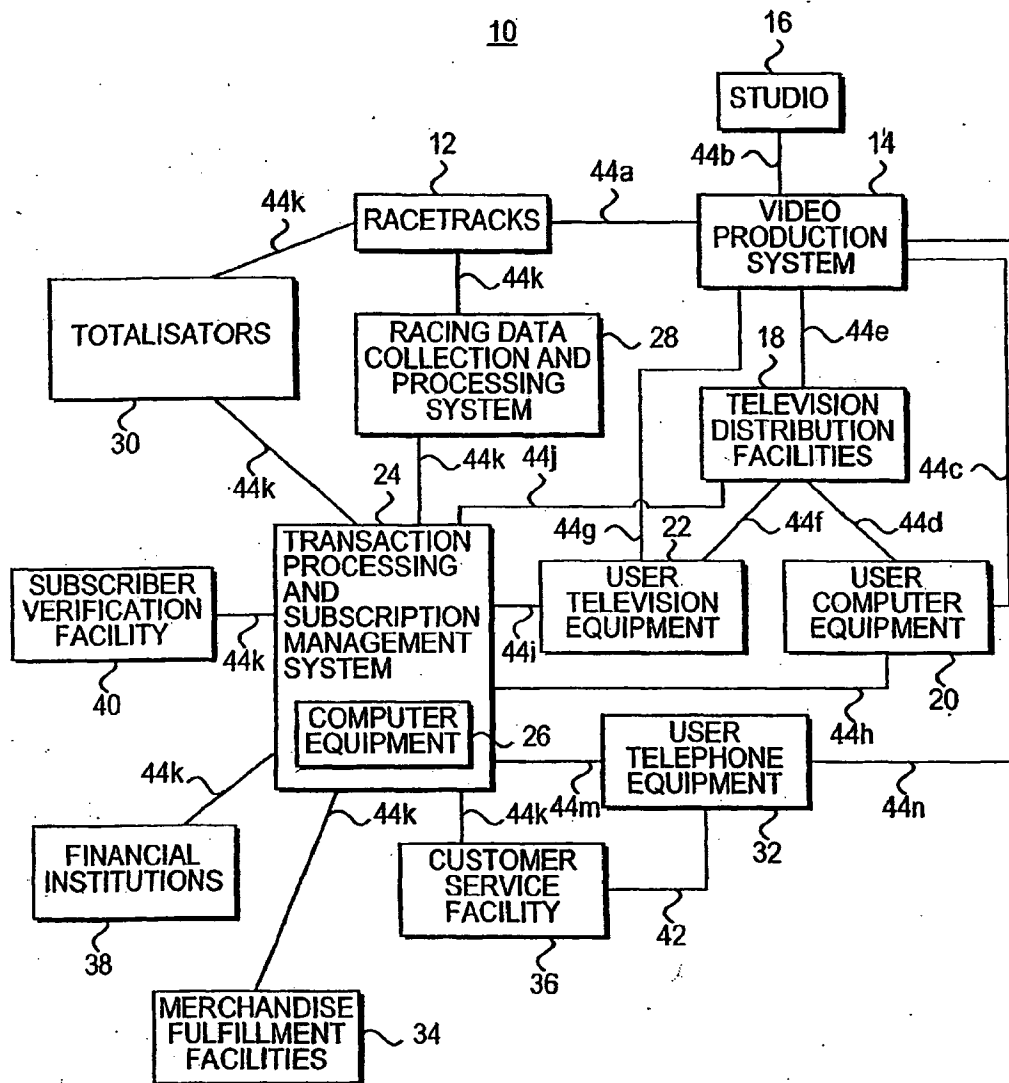 10
16
STUDIO
12
44a
44b
14
44k
RACETRACKS
VIDEO
PRODUCTION
SYSTEM
44k
TOTALISATORS
RACING DATA
COLLECTION AND
PROCESSING
SYSTEM
28
18
44e
TELEVISION
DISTRIBUTION
FACILITIES
30
44k
24
44k
44j
44c
44g
22
44f
44d
TRANSACTION
PROCESSING
AND
SUBSCRIPTION
MANAGEMENT
SYSTEM
SUBSCRIBER
VERIFICATION
FACILITY
USER
TELEVISION
EQUIPMENT
USER
COMPUTER
EQUIPMENT
44k
44i
40
20
COMPUTER
EQUIPMENT
26
44h
USER
TELEPHONE
EQUIPMENT
44k
44k
44k
44m
44n
32
FINANCIAL
INSTITUTIONS
CUSTOMER
SERVICE
FACILITY
42
38
36
MERCHANDISE
FULFILLMENT
FACILITIES
34